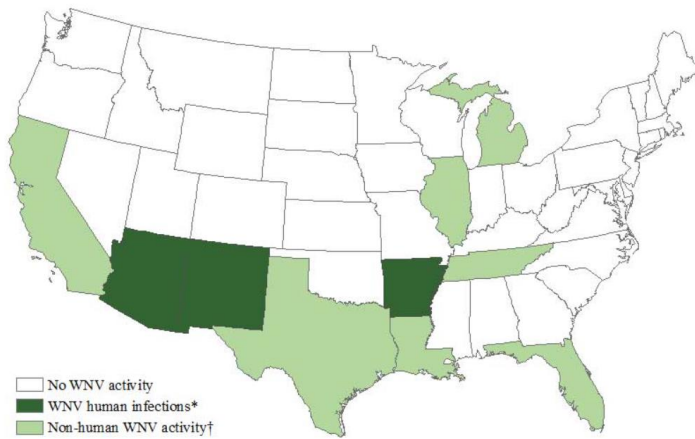 No WNV activity
WNV human infections*
Non-human WNV activity†